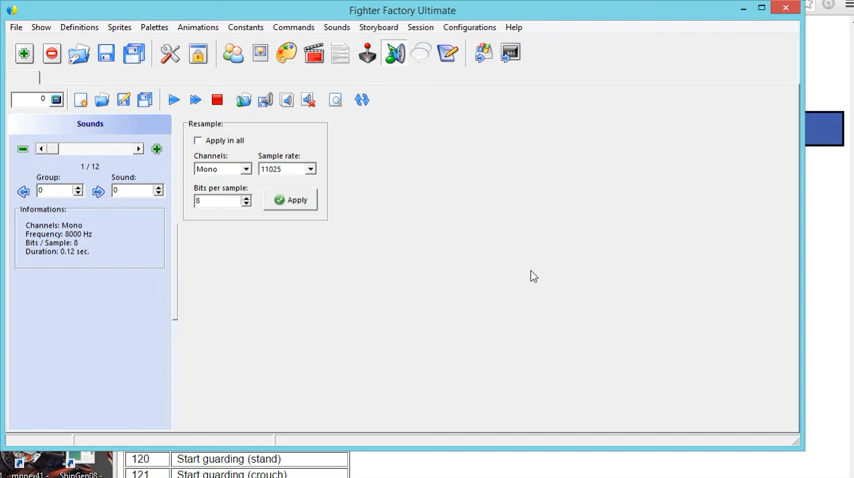 Fighter Factory Ultimate
File Show Definitions Sprites Palettes Animations Constants Commands Sounds Storyboard Session Configurations Help
0
Sounds
1 / 12
Group: Sound:
0 0
Informations:
Channels: Mono
Frequency: 8000 Hz
Bits / Sample: 8
Duration: 0.12 sec.
Resample:
Apply in all
Channels: Sample rate:
Mono 11025
Bits per sample:
8 Apply
120 Start guarding (stand)
121 Start guarding (crouch)